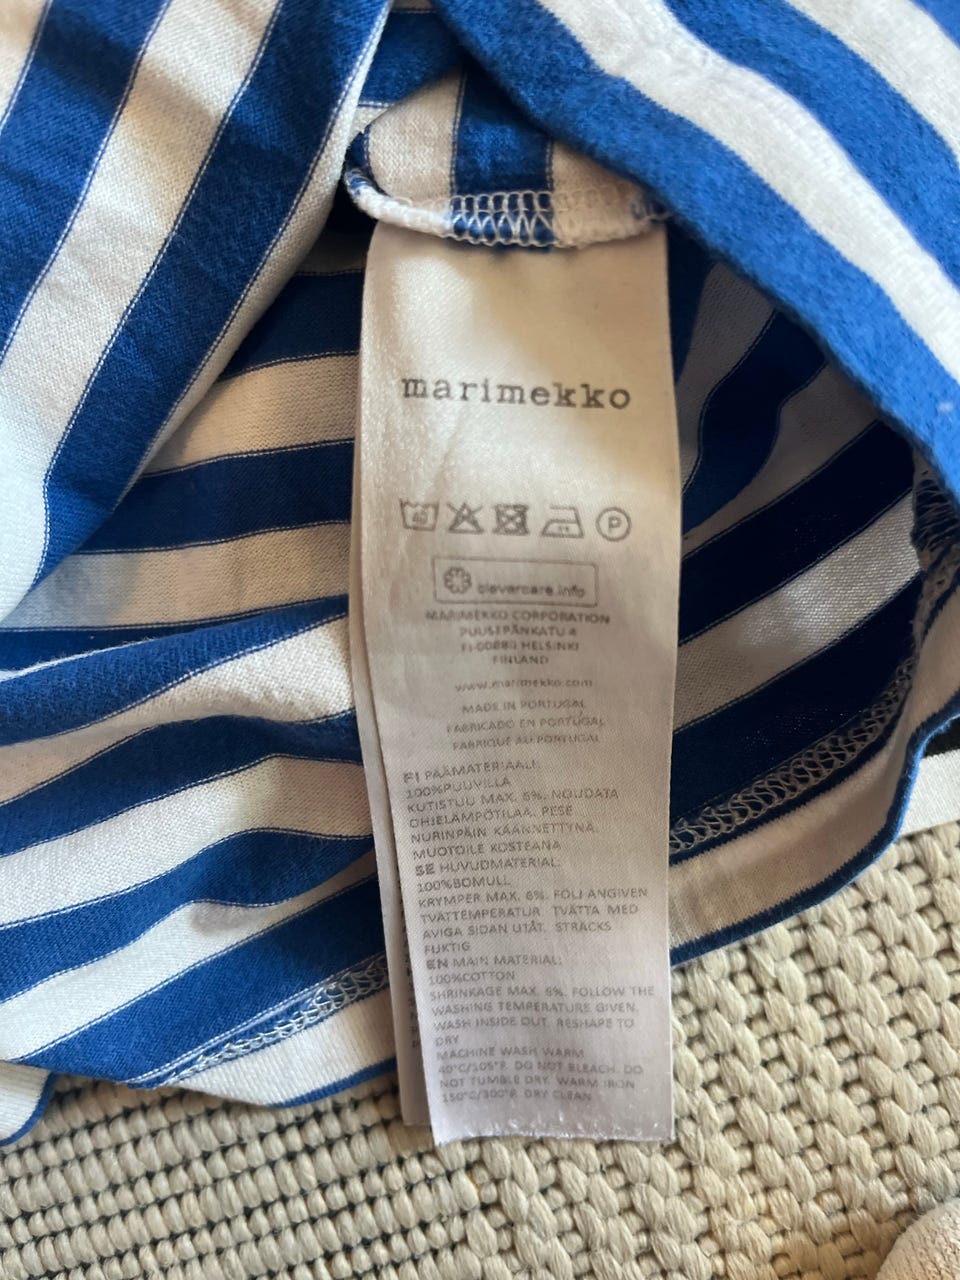 marimekko
40 P
clevercare.info
MARIMEKKO CORPORATION
PUUSEPÄNKATU 4
FI-00880 HELSINKI
FINLAND
www.marimekko.com
MADE IN PORTUGAL
FABRICADO EN PORTUGAL
FABRIQUÉ AU PORTUGAL
FI PÄÄMATERIAALI:
100%PUUVILLA
KUTISTUU MAX. 6%. NOUDATA
OHJELÄMPÖTILAA. PESE
NURINPÄIN KÄÄNNETTYNÄ.
MUOTOILE KOSTEANA
SE HUVUDMATERIAL:
100%BOMULL
KRYMPER MAX. 6%. FÖLJ ANGIVEN
TVÄTTEMPERATUR. TVÄTTA MED
AVIGA SIDAN UTÅT. STRÄCKS
FUKTIG
EN MAIN MATERIAL:
100%COTTON
SHRINKAGE MAX. 6%. FOLLOW THE
WASHING TEMPERATURE GIVEN.
WASH INSIDE OUT. RESHAPE TO
DRY
MACHINE WASH WARM
40°C/105°F. DO NOT BLEACH. DO
NOT TUMBLE DRY. WARM IRON
150°C/300°F. DRY CLEAN